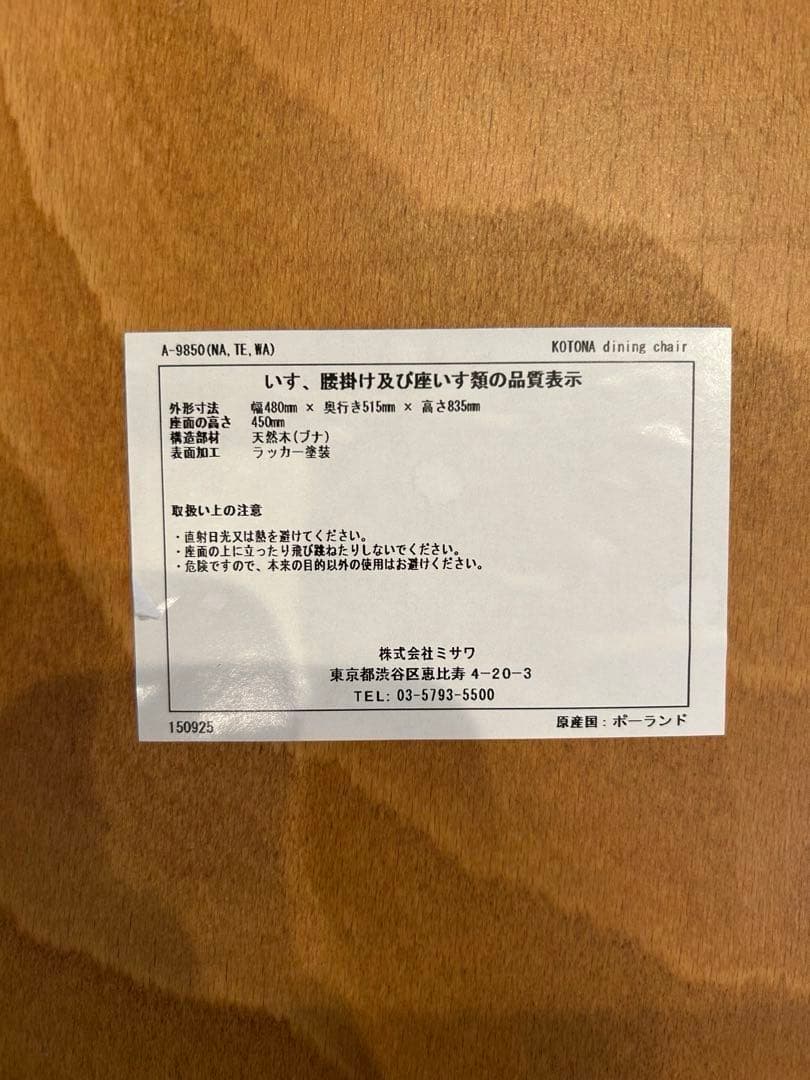 A-9850(NA,TE,WA) KOTONA dining chair
いす、腰掛け及び座いす類の品質表示
外形寸法 幅480㎜ × 奥行き515㎜ × 高さ835㎜
座面の高さ 450㎜
構造部材 天然木(ブナ)
表面加工 ラッカー塗装
取扱い上の注意
・直射日光又は熱を避けてください。
・座面の上に立ったり飛び跳ねたりしないでください。
・危険ですので、本来の目的以外の使用はお避けください。
株式会社ミサワ
東京都渋谷区恵比寿 4-20-3
TEL: 03-5793-5500
150925 原産国：ポーランド